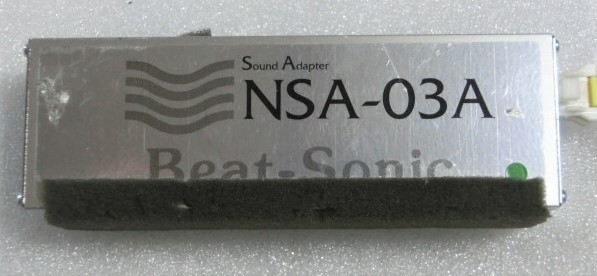 Sound Adapter
NSA-03A
Beat-Sonic